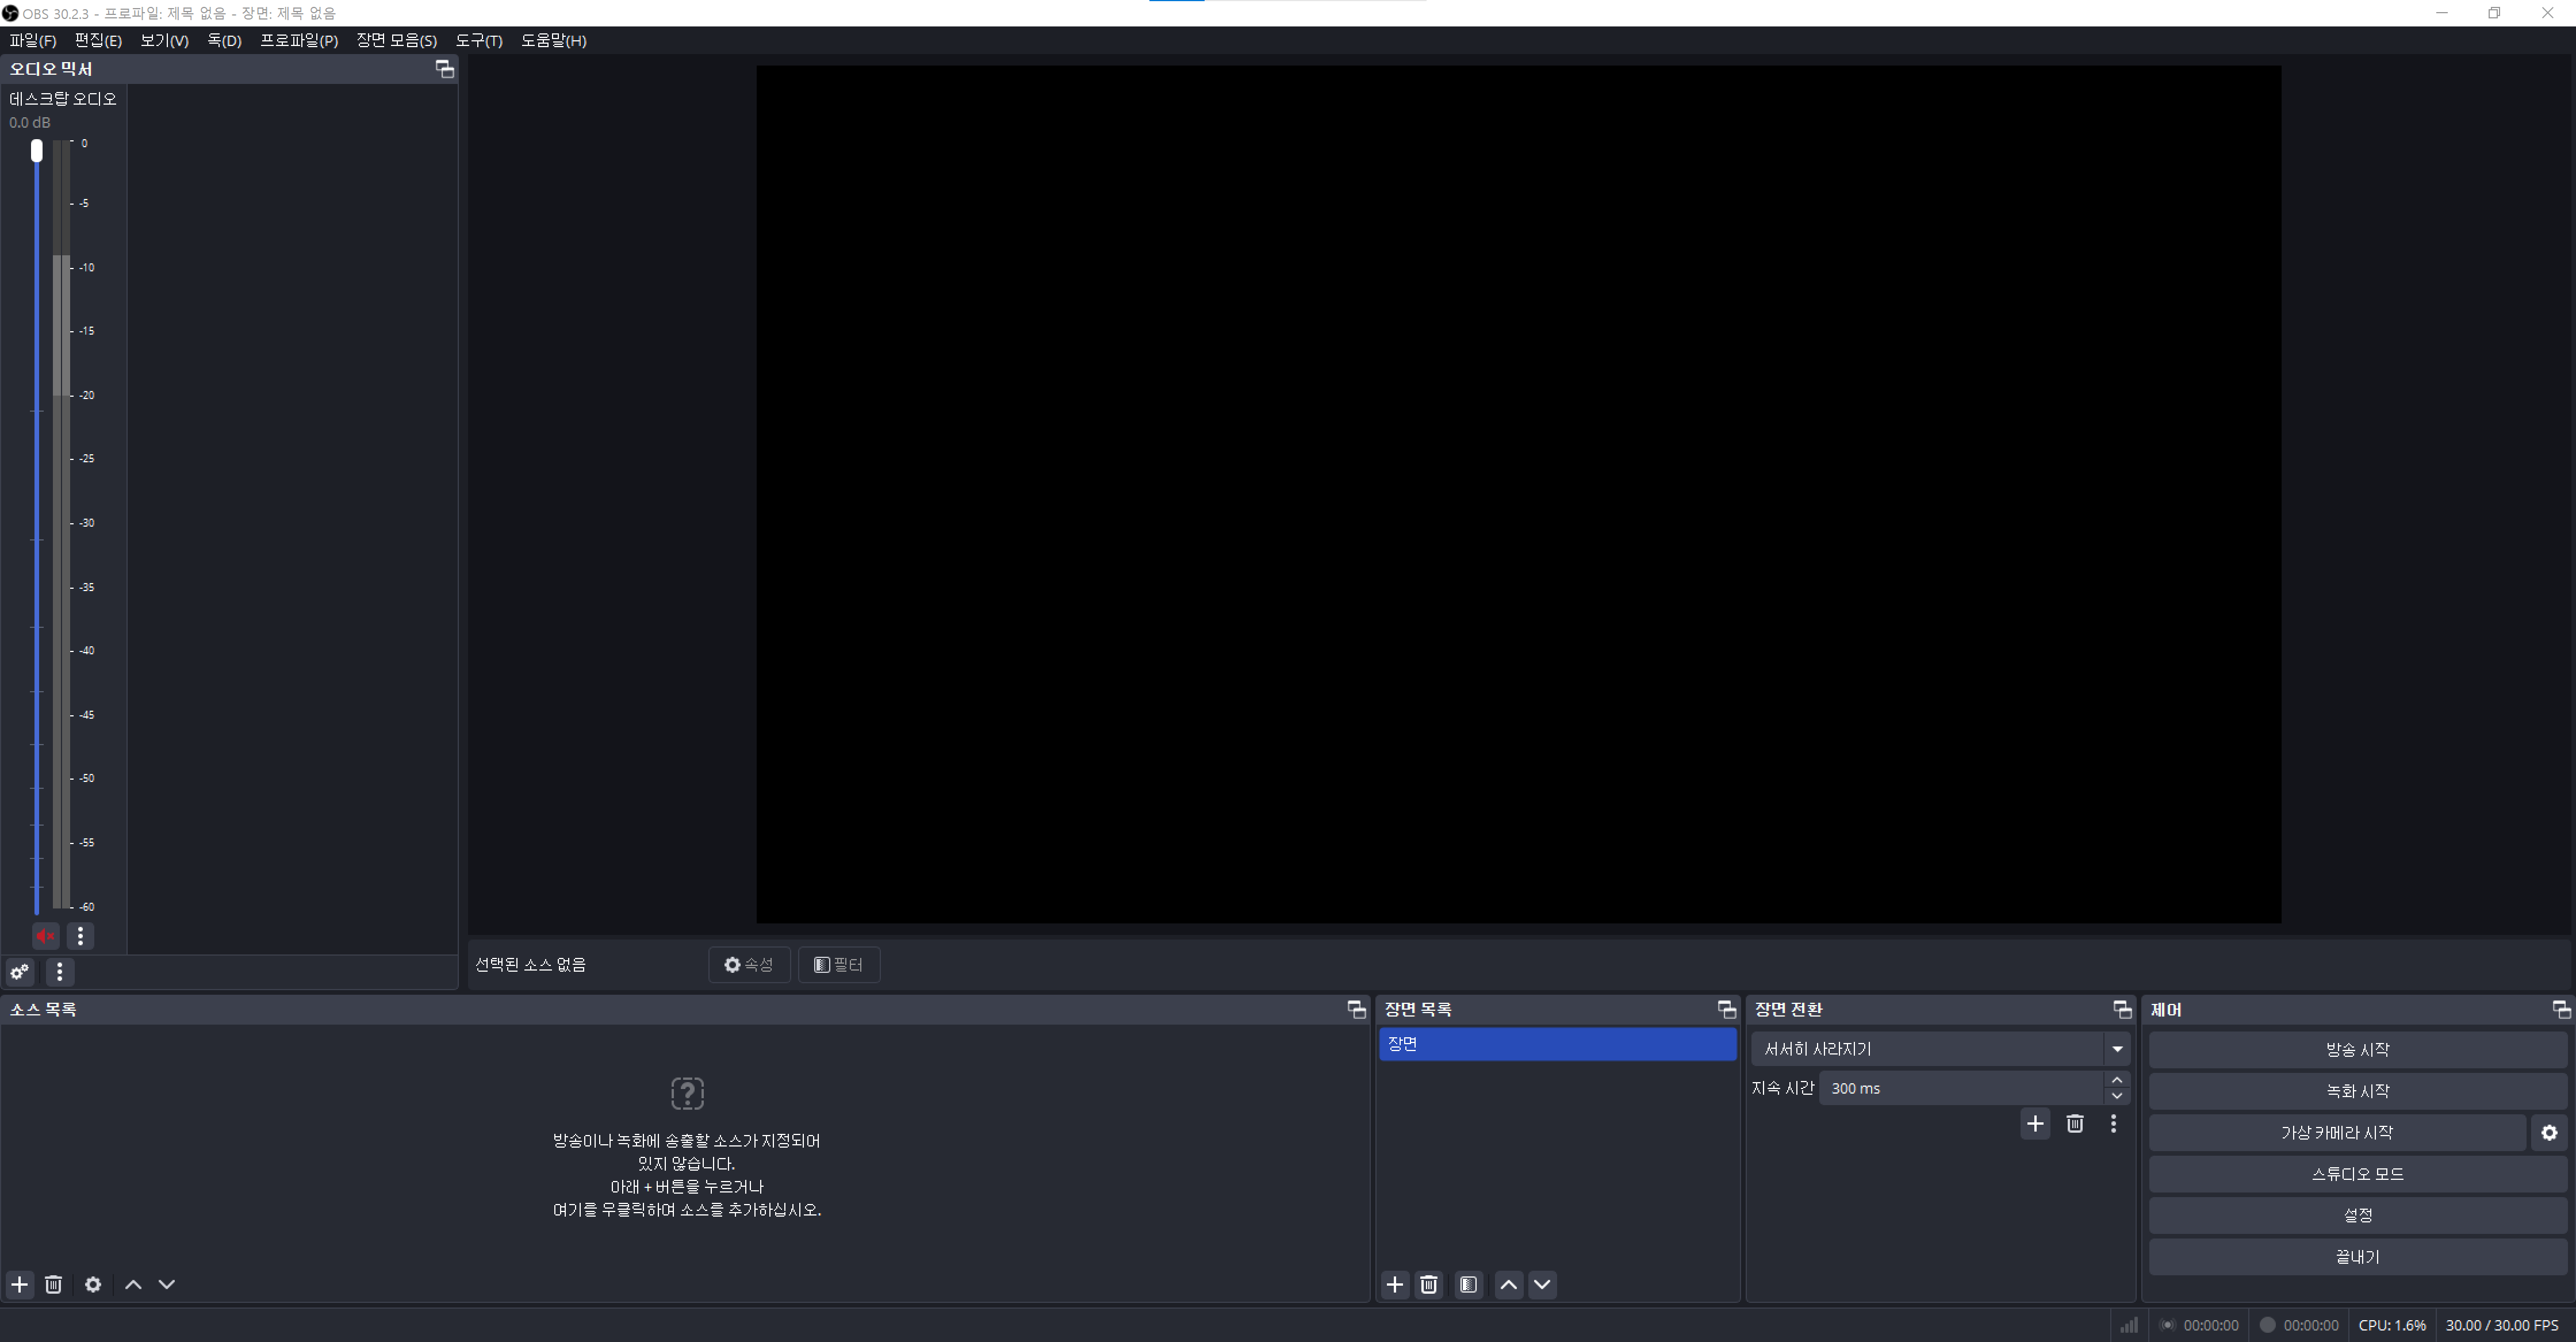 OBS 30.2.3 - 프로파일: 제목 없음 - 장면: 제목 없음
파일(F) 편집(E) 보기(V) 독(D) 프로파일(P) 장면 모음(S) 도구(T) 도움말(H)
오디오 믹서
데스크탑 오디오
0.0 dB
0
-5
-10
-15
-20
-25
-30
-35
-40
-45
-50
-55
-60
선택된 소스 없음 속성 필터
소스 목록
방송이나 녹화에 송출할 소스가 지정되어
있지 않습니다.
아래 + 버튼을 누르거나
여기를 우클릭하여 소스를 추가하십시오.
장면 목록
장면
장면 전환
서서히 사라지기
지속 시간 300 ms
제어
방송 시작
녹화 시작
가상 카메라 시작
스튜디오 모드
설정
끝내기
00:00:00 00:00:00 CPU: 1.6% 30.00 / 30.00 FPS